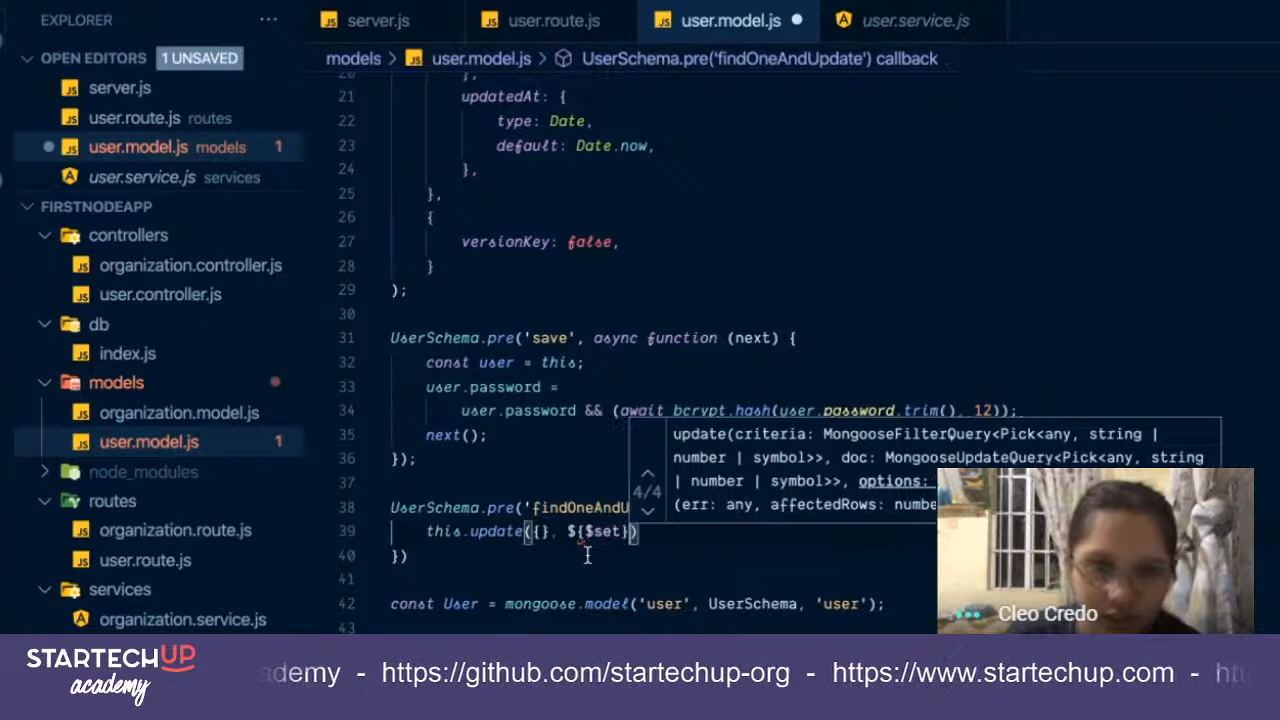 EXPLORER
server.js
user.route.js
user.model.js
user.service.js
OPEN EDITORS 1 UNSAVED
models > user.model.js > UserSchema.pre('findOneAndUpdate') callback
server.js
user.route.js routes
user.model.js models 1
user.service.js services
FIRSTNODEAPP
controllers
organization.controller.js
user.controller.js
db
index.js
models
organization.model.js
user.model.js 1
node_modules
routes
organization.route.js
user.route.js
services
organization.service.js
20 },
21 updatedAt: {
22 type: Date,
23 default: Date.now,
24 },
25 },
26 {
27 versionKey: false,
28 }
29 );
30
31 UserSchema.pre('save', async function (next) {
32 const user = this;
33 user.password =
34 user.password && (await bcrypt.hash(user.password.trim(), 12));
35 next();
36 });
37
38 UserSchema.pre('findOneAndU
39 this.update({}, ${$set})
40 })
41
42 const User = mongoose.model('user', UserSchema, 'user');
43
4/4
update(criteria: MongooseFilterQuery<Pick<any, string |
number | symbol>>, doc: MongooseUpdateQuery<Pick<any, string
| number | symbol>>, options:
(err: any, affectedRows: numbe
Cleo Credo
STARTECHUP
academy
ademy - https://github.com/startechup-org - https://www.startechup.com - ht